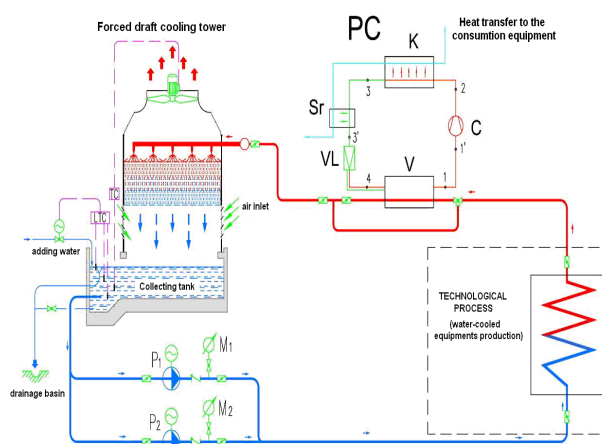 Forced draft cooling tower
PC
Heat transfer to the
consumtion equipment
K
3
2
Sr
C
3'
1'
VL
V
4
1
TC
LTC
air inlet
adding water
Collecting tank
TECHNOLOGICAL
PROCESS
(water-cooled
equipments production)
P1
M1
drainage basin
P2
M2